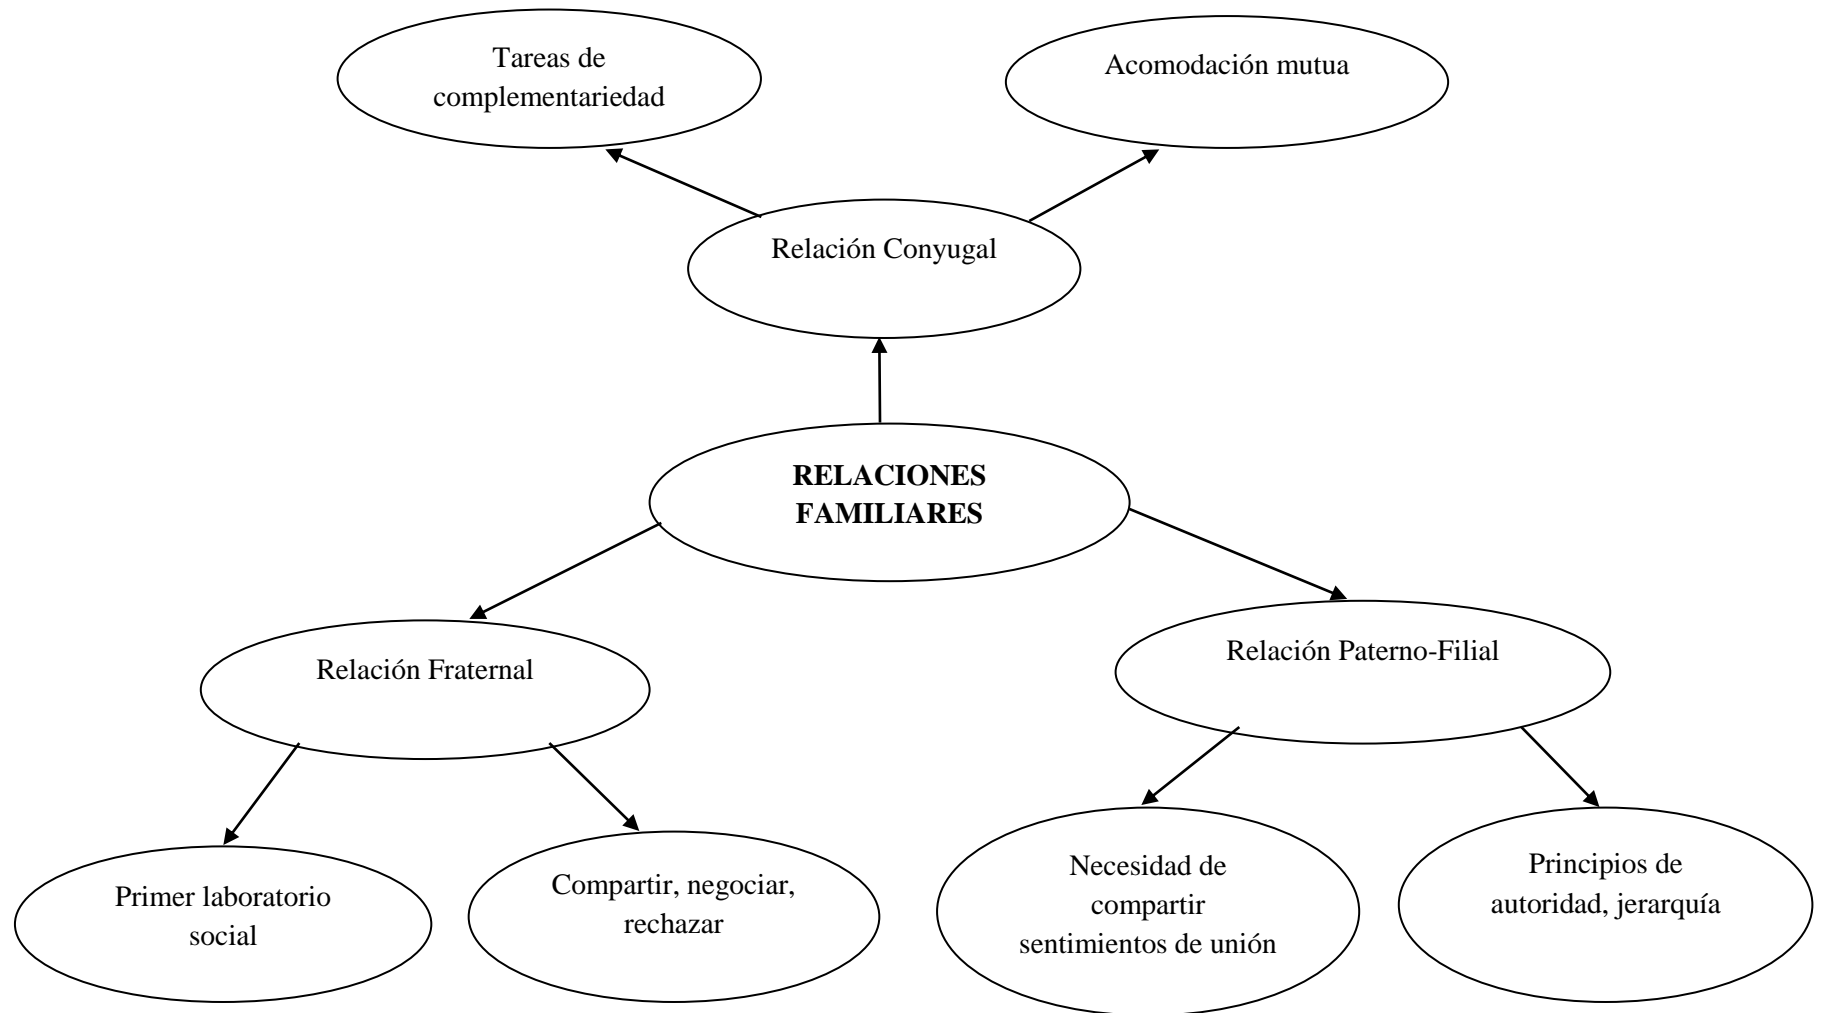 Tareas de
complementariedad
Acomodación mutua
Relación Conyugal
RELACIONES
FAMILIARES
Relación Fraternal
Relación Paterno-Filial
Primer laboratorio
social
Compartir, negociar,
rechazar
Necesidad de
compartir
sentimientos de unión
Principios de
autoridad, jerarquía